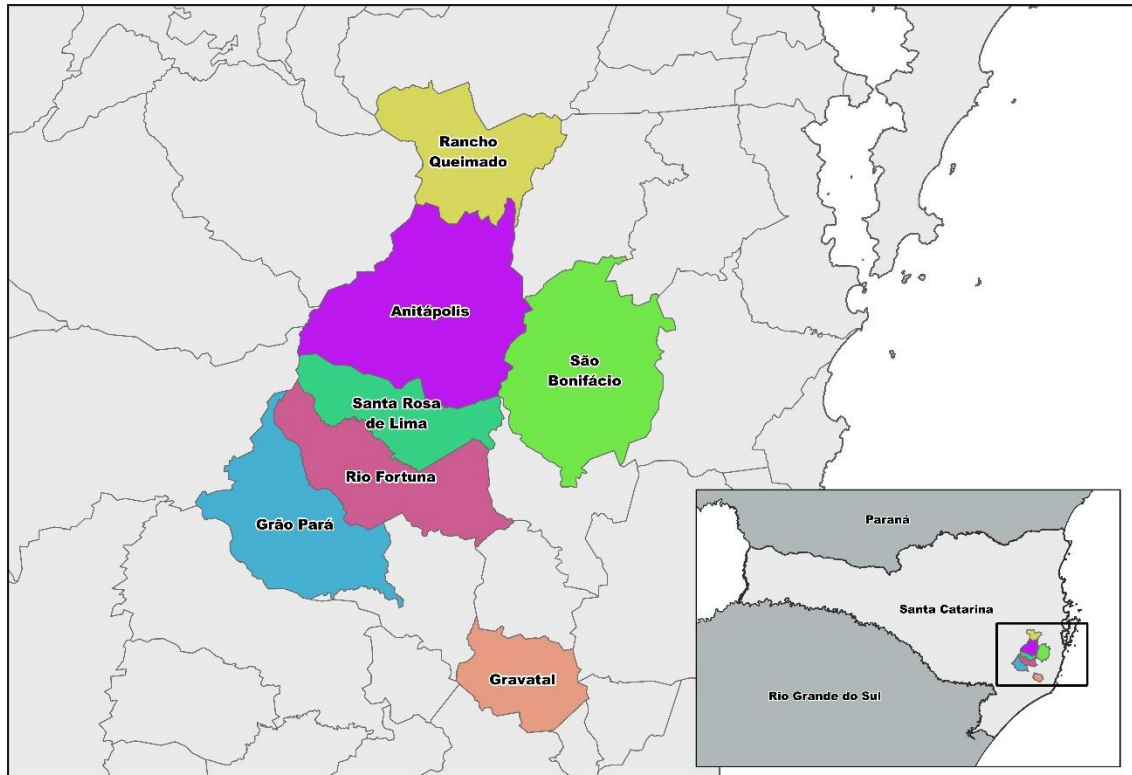 Rancho
Queimado
Anitápolis
São
Bonifácio
Santa Rosa
de Lima
Rio Fortuna
Grão Pará
Gravatal
Paraná
Santa Catarina
Rio Grande do Sul